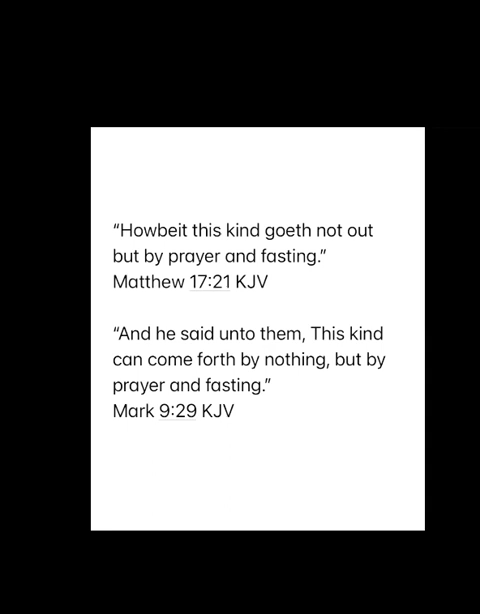 “Howbeit this kind goeth not out
but by prayer and fasting.”
Matthew 17:21 KJV
“And he said unto them, This kind
can come forth by nothing, but by
prayer and fasting.”
Mark 9:29 KJV